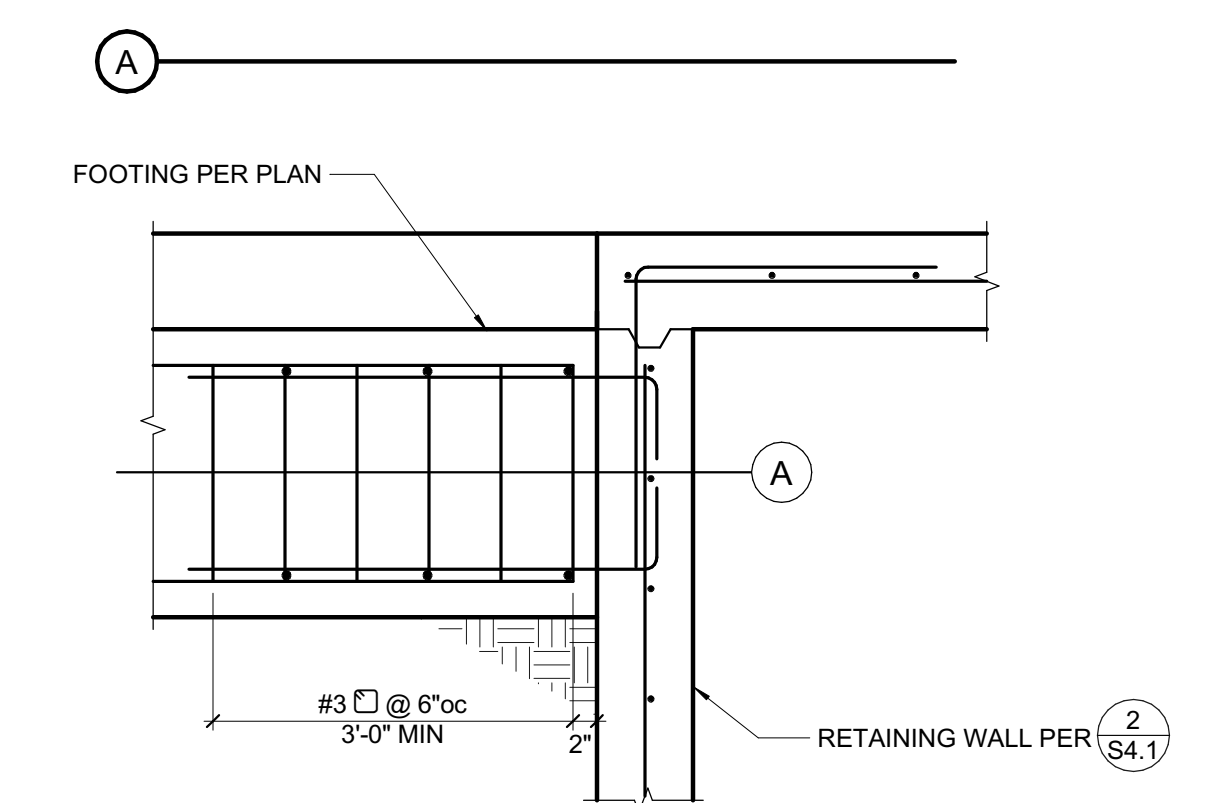 A
FOOTING PER PLAN
A
#3 @ 6"oc
3'-0" MIN
2"
RETAINING WALL PER
2
S4.1